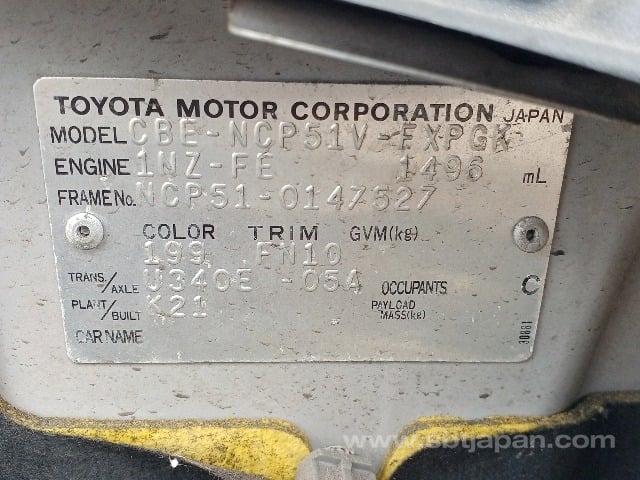 TOYOTA MOTOR CORPORATION JAPAN
MODEL CBE-NCP51V-EXPGK
ENGINE 1NZ-FE 1496 mL
FRAME No. NCP51-0147527
COLOR TRIM GVM(kg)
199 FN10
TRANS./AXLE U340E -05A OCCUPANTS C
PLANT/BUILT K21 PAYLOAD MASS(kg)
CAR NAME
30881
www.sbtjapan.com